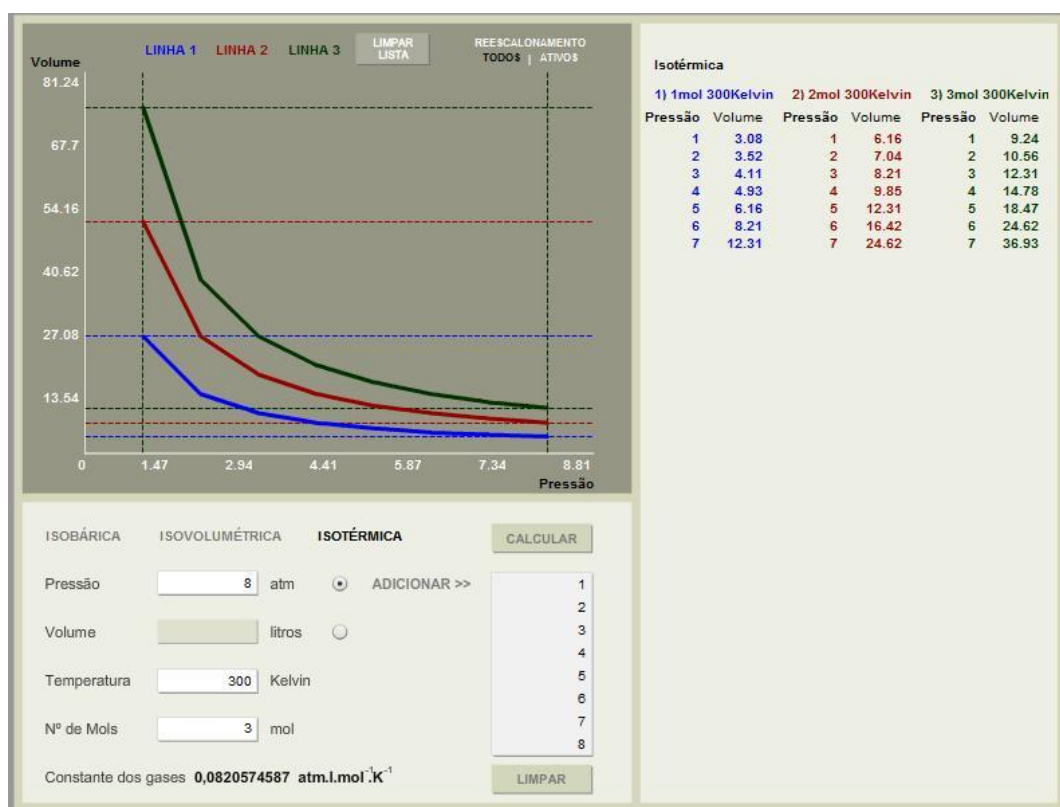 LINHA 1 LINHA 2 LINHA 3
LIMPAR
LISTA
REESCALONAMENTO
TODOS | ATIVOS
Volume
81.24
67.7
54.16
40.62
27.08
13.54
0 1.47 2.94 4.41 5.87 7.34 8.81
Pressão
Isotérmica
1) 1mol 300Kelvin 2) 2mol 300Kelvin 3) 3mol 300Kelvin
Pressão Volume Pressão Volume Pressão Volume
1 3.08 1 6.16 1 9.24
2 3.52 2 7.04 2 10.56
3 4.11 3 8.21 3 12.31
4 4.93 4 9.85 4 14.78
5 6.16 5 12.31 5 18.47
6 8.21 6 16.42 6 24.62
7 12.31 7 24.62 7 36.93
ISOBÁRICA ISOVOLUMÉTRICA ISOTÉRMICA CALCULAR
Pressão 8 atm ADICIONAR >>
Volume litros
Temperatura 300 Kelvin
Nº de Mols 3 mol
1
2
3
4
5
6
7
8
Constante dos gases 0,0820574587 atm.l.mol⁻¹.K⁻¹
LIMPAR